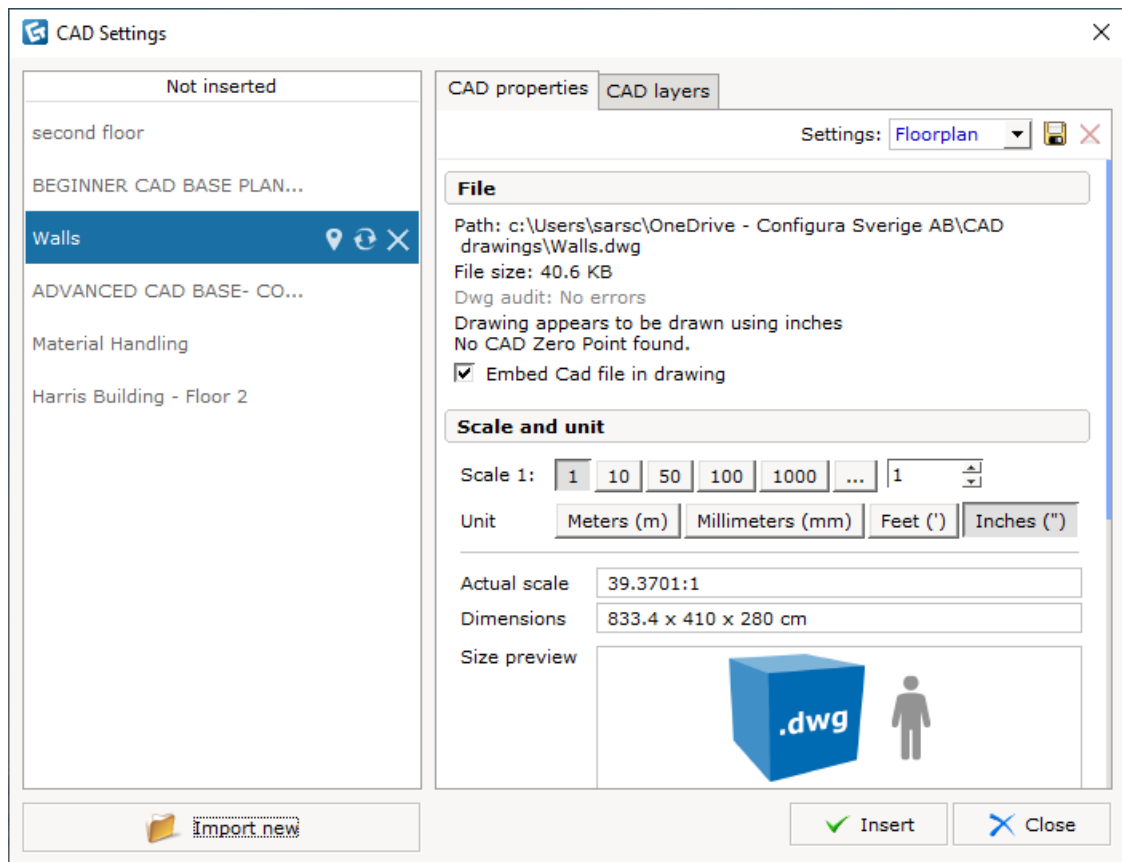 CAD Settings
Not inserted
second floor
BEGINNER CAD BASE PLAN...
Walls
ADVANCED CAD BASE- CO...
Material Handling
Harris Building - Floor 2
Import new
CAD properties
CAD layers
Settings: Floorplan
File
Path: c:\Users\sarsc\OneDrive - Configura Sverige AB\CAD
drawings\Walls.dwg
File size: 40.6 KB
Dwg audit: No errors
Drawing appears to be drawn using inches
No CAD Zero Point found.
Embed Cad file in drawing
Scale and unit
Scale 1: 1 10 50 100 1000 ... 1
Unit Meters (m) Millimeters (mm) Feet (') Inches (")
Actual scale 39.3701:1
Dimensions 833.4 x 410 x 280 cm
Size preview
.dwg
Insert
Close